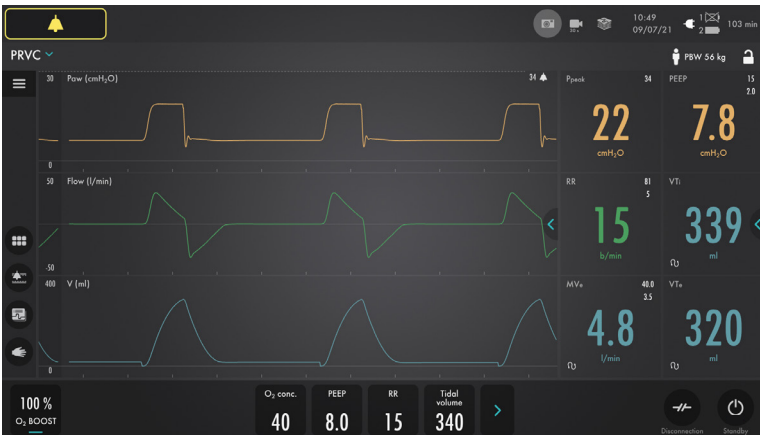 10:49
09/07/21
1
2
103 min
PRVC
PBW 56 kg
30
Paw (cmH₂O)
34
0
50
Flow (l/min)
-50
400
V (ml)
0
Ppeak
34
22
cmH₂O
PEEP
15
2.0
7.8
cmH₂O
RR
81
5
15
b/min
VTi
339
ml
MVe
40.0
3.5
4.8
l/min
VTe
320
ml
100 %
O₂ BOOST
O₂ conc.
40
PEEP
8.0
RR
15
Tidal
volume
340
Disconnection
Standby